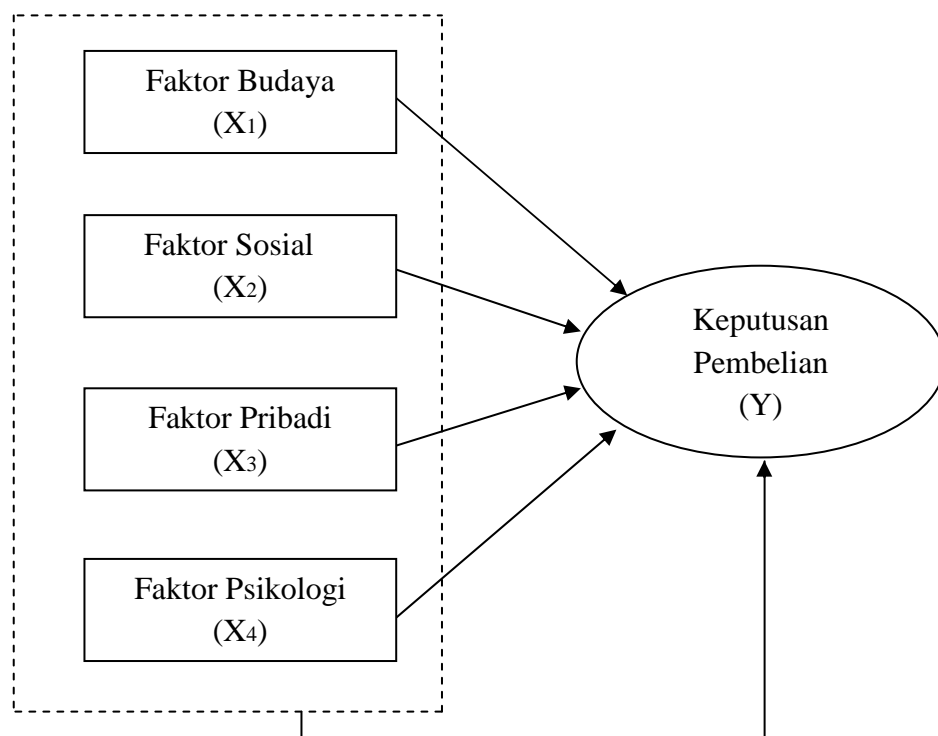 Faktor Budaya
(X1)
Faktor Sosial
(X2)
Faktor Pribadi
(X3)
Faktor Psikologi
(X4)
Keputusan
Pembelian
(Y)